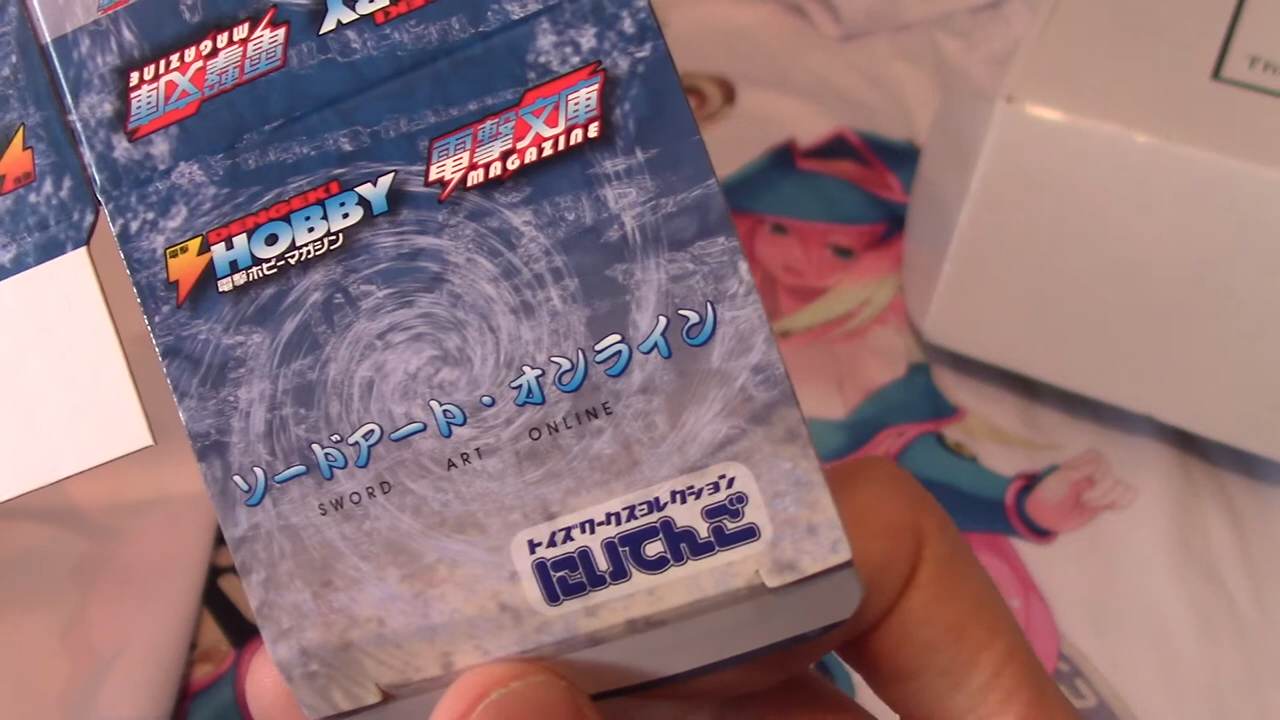 電撃文庫
MAGAZINE
DENGEKI
HOBBY
電撃
電撃ホビーマガジン
電撃文庫
MAGAZINE
ソードアート・オンライン
SWORD ART ONLINE
トイズワークスコレクション
にいてんご